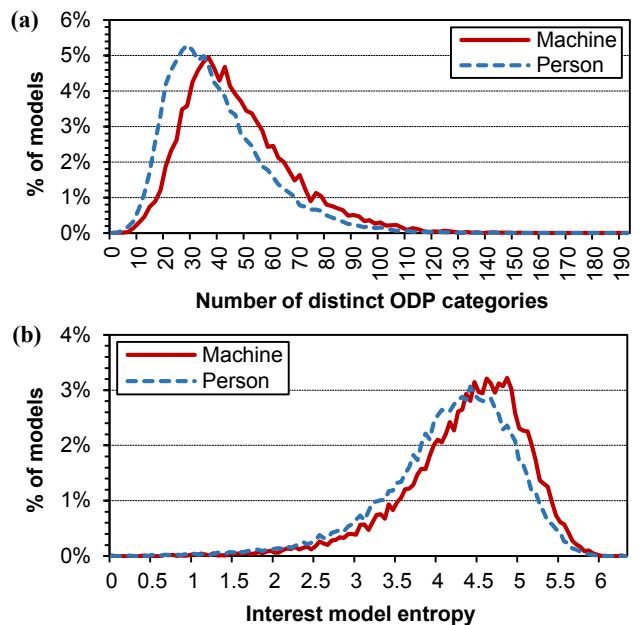 (a)
6%
5%
4%
3%
2%
1%
0%
% of models
Machine
Person
0 10 20 30 40 50 60 70 80 90 100 110 120 130 140 150 160 170 180 190
Number of distinct ODP categories
(b)
4%
3%
2%
1%
0%
% of models
Machine
Person
0 0.5 1 1.5 2 2.5 3 3.5 4 4.5 5 5.5 6
Interest model entropy